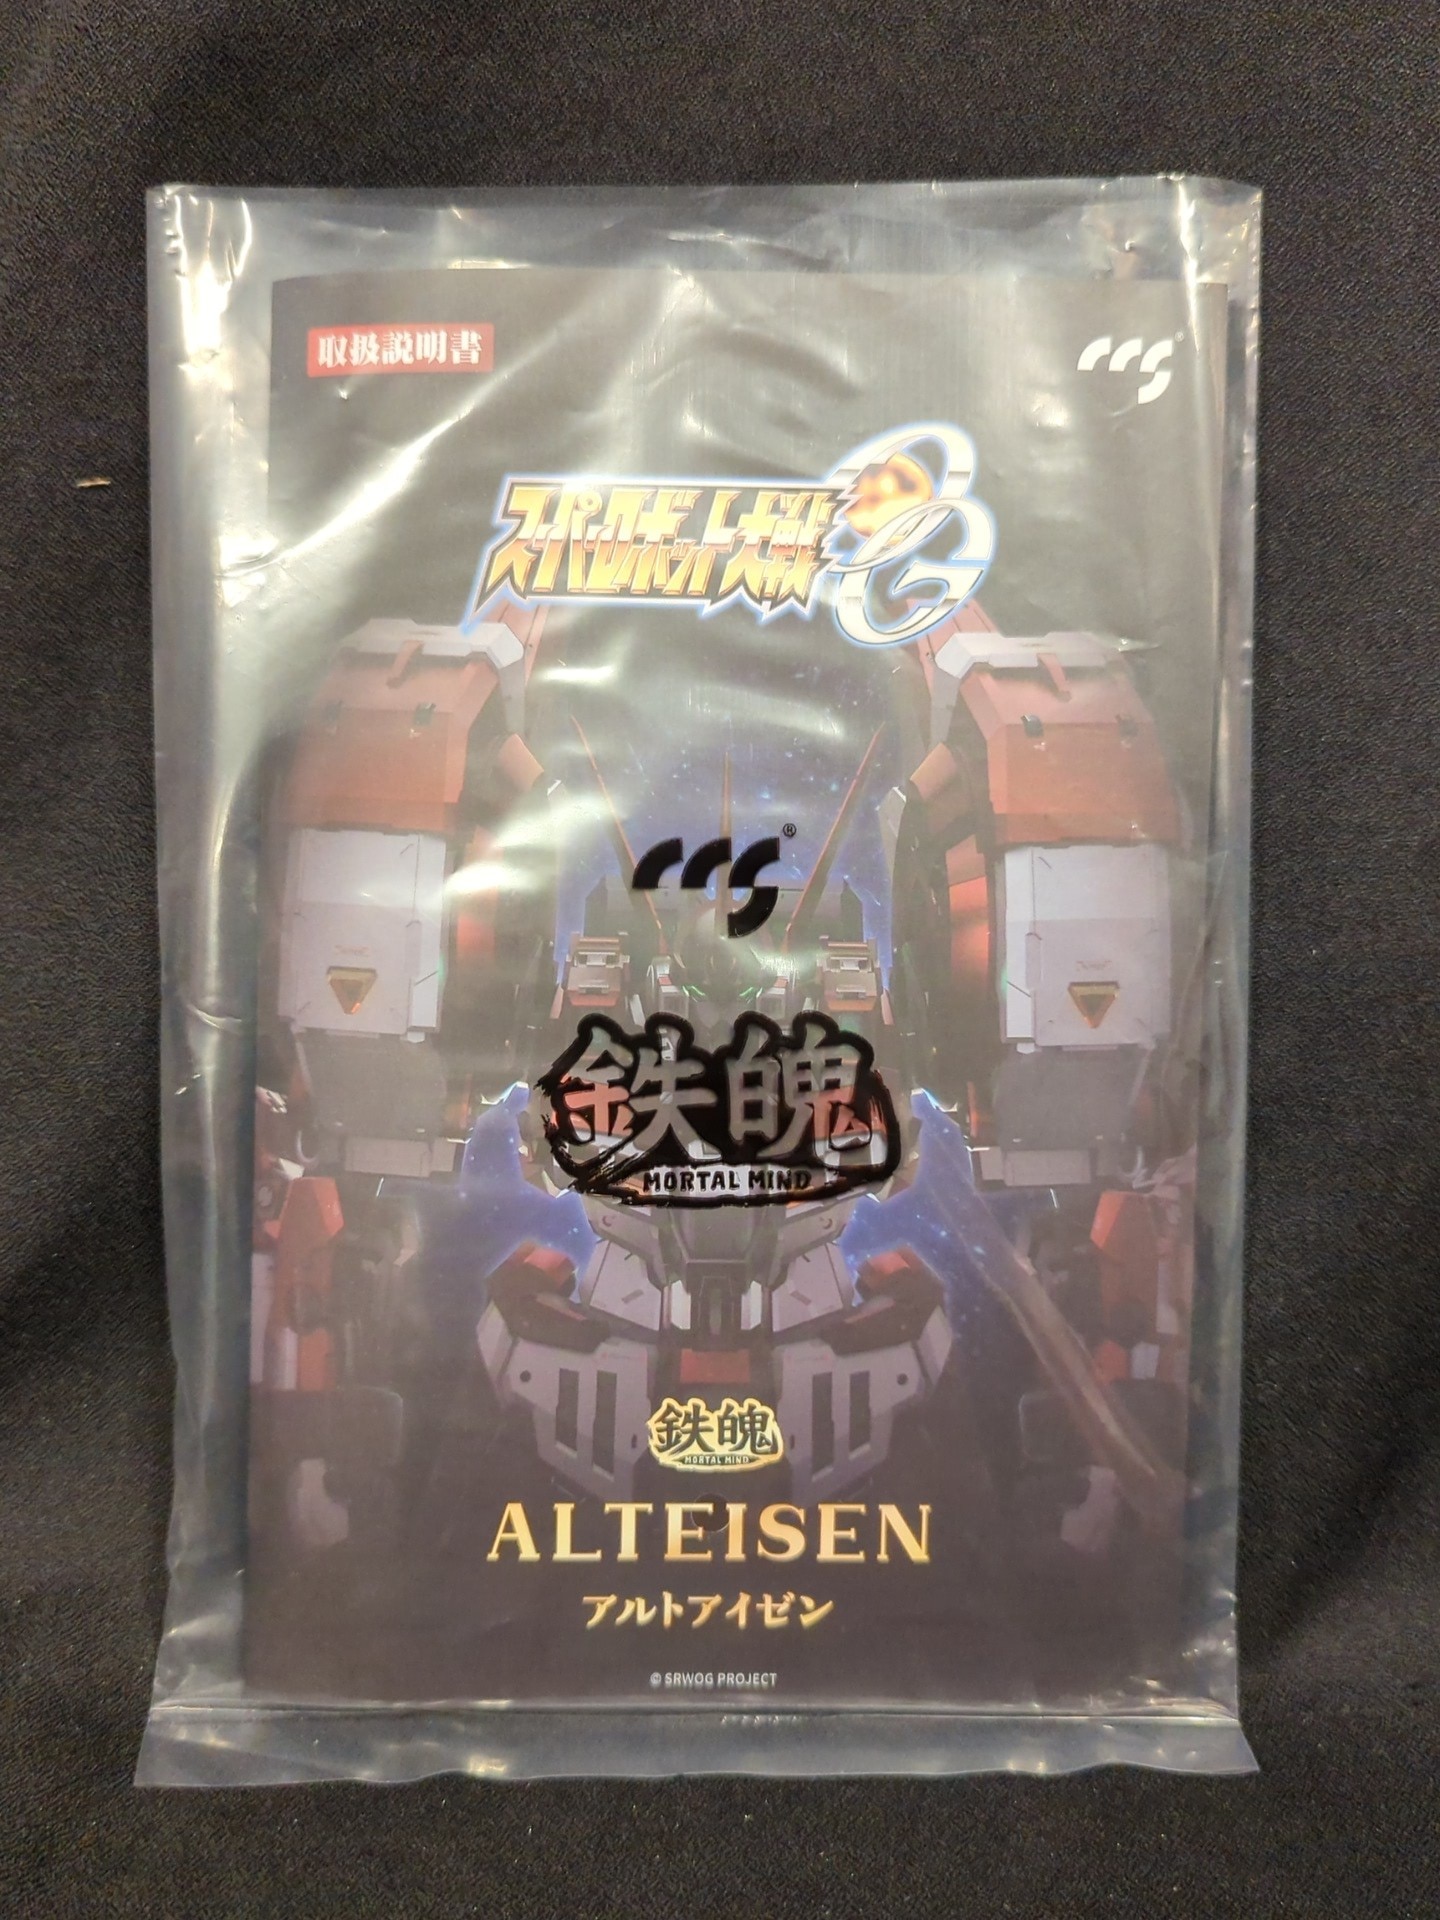 取扱説明書
CCS®
スーパーロボット大戦OG
CCS®
鉄魄
MORTAL MIND
鉄魄
MORTAL MIND
ALTEISEN
アルトアイゼン
© SRWOG PROJECT